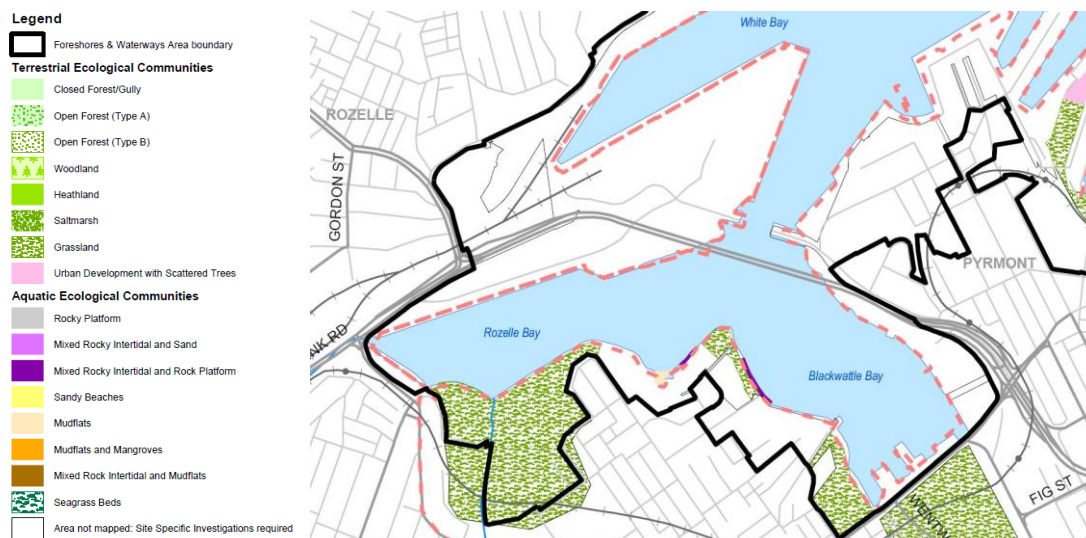 Legend
Foreshores & Waterways Area boundary
Terrestrial Ecological Communities
Closed Forest/Gully
Open Forest (Type A)
Open Forest (Type B)
Woodland
Heathland
Saltmarsh
Grassland
Urban Development with Scattered Trees
Aquatic Ecological Communities
Rocky Platform
Mixed Rocky Intertidal and Sand
Mixed Rocky Intertidal and Rock Platform
Sandy Beaches
Mudflats
Mudflats and Mangroves
Mixed Rock Intertidal and Mudflats
Seagrass Beds
Area not mapped: Site Specific Investigations required
White Bay
ROZELLE
GORDON ST
PYRMONT
Rozelle Bay
NK RD
Blackwattle Bay
FIG ST
WENTW